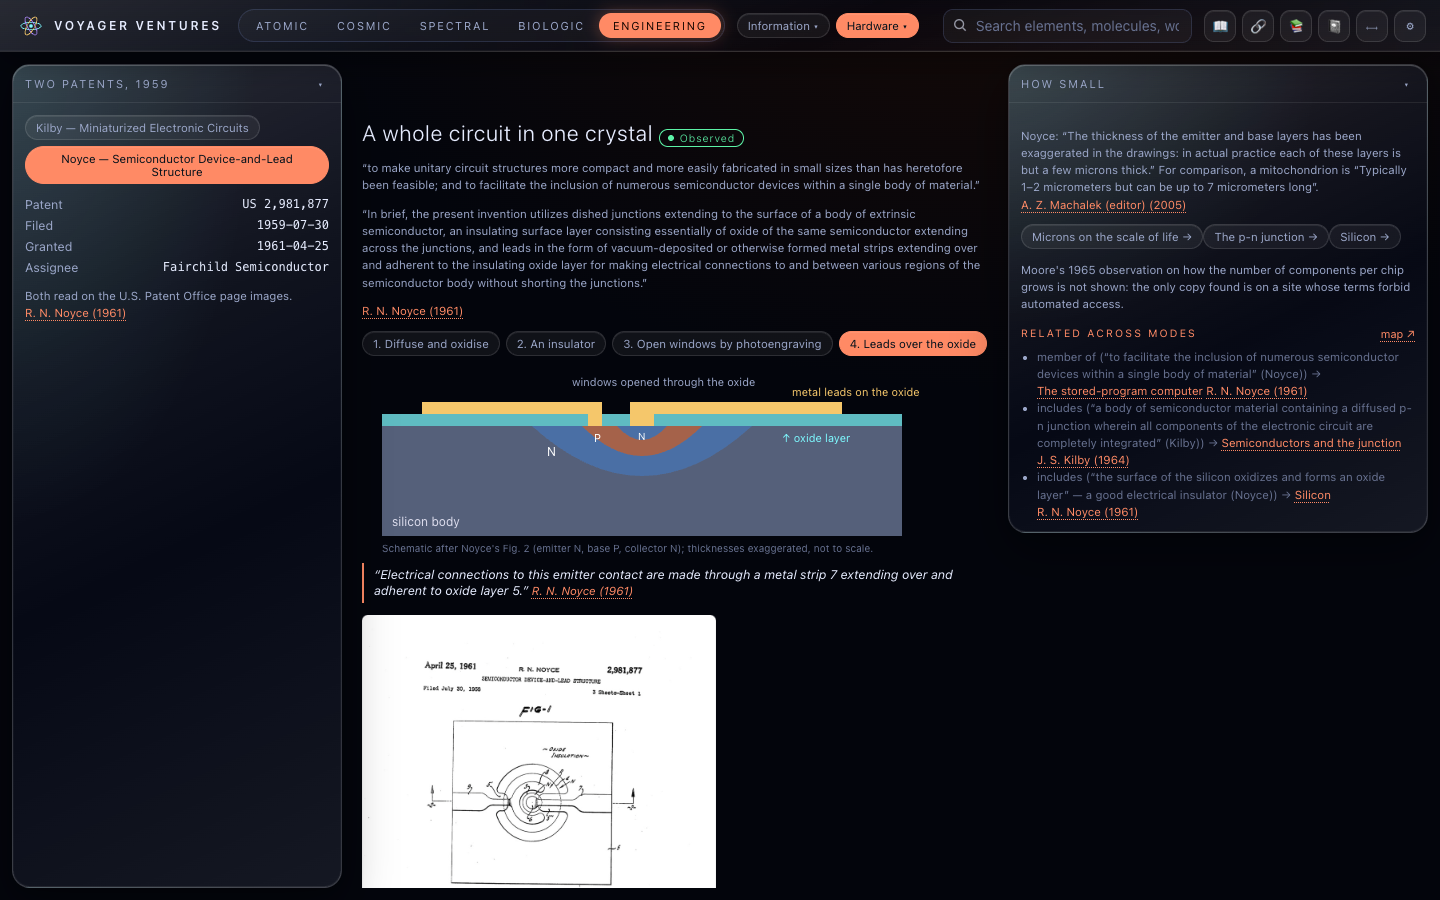 VOYAGER VENTURES
ATOMIC
COSMIC
SPECTRAL
BIOLOGIC
ENGINEERING
Information
Hardware
Search elements, molecules, wo
TWO PATENTS, 1959
Kilby — Miniaturized Electronic Circuits
Noyce — Semiconductor Device-and-Lead
Structure
Patent US 2,981,877
Filed 1959-07-30
Granted 1961-04-25
Assignee Fairchild Semiconductor
Both read on the U.S. Patent Office page images.
R. N. Noyce (1961)
A whole circuit in one crystal
Observed
“to make unitary circuit structures more compact and more easily fabricated in small sizes than has heretofore
been feasible; and to facilitate the inclusion of numerous semiconductor devices within a single body of material.”
“In brief, the present invention utilizes dished junctions extending to the surface of a body of extrinsic
semiconductor, an insulating surface layer consisting essentially of oxide of the same semiconductor extending
across the junctions, and leads in the form of vacuum-deposited or otherwise formed metal strips extending over
and adherent to the insulating oxide layer for making electrical connections to and between various regions of the
semiconductor body without shorting the junctions.”
R. N. Noyce (1961)
1. Diffuse and oxidise
2. An insulator
3. Open windows by photoengraving
4. Leads over the oxide
windows opened through the oxide
metal leads on the oxide
P
N
N
↑ oxide layer
silicon body
Schematic after Noyce's Fig. 2 (emitter N, base P, collector N); thicknesses exaggerated, not to scale.
“Electrical connections to this emitter contact are made through a metal strip 7 extending over and
adherent to oxide layer 5.” R. N. Noyce (1961)
April 25, 1961
R. N. NOYCE
2,981,877
SEMICONDUCTOR DEVICE-AND-LEAD STRUCTURE
Filed July 30, 1959
3 Sheets-Sheet 1
FIG-1
OXIDE
INSULATION
HOW SMALL
Noyce: “The thickness of the emitter and base layers has been
exaggerated in the drawings: in actual practice each of these layers is
but a few microns thick.” For comparison, a mitochondrion is “Typically
1–2 micrometers but can be up to 7 micrometers long”.
A. Z. Machalek (editor) (2005)
Microns on the scale of life →
The p-n junction →
Silicon →
Moore's 1965 observation on how the number of components per chip
grows is not shown: the only copy found is on a site whose terms forbid
automated access.
RELATED ACROSS MODES
map ↗
member of (“to facilitate the inclusion of numerous semiconductor
devices within a single body of material” (Noyce)) →
The stored-program computer R. N. Noyce (1961)
includes (“a body of semiconductor material containing a diffused p-
n junction wherein all components of the electronic circuit are
completely integrated” (Kilby)) → Semiconductors and the junction
J. S. Kilby (1964)
includes (“the surface of the silicon oxidizes and forms an oxide
layer” — a good electrical insulator (Noyce)) → Silicon
R. N. Noyce (1961)